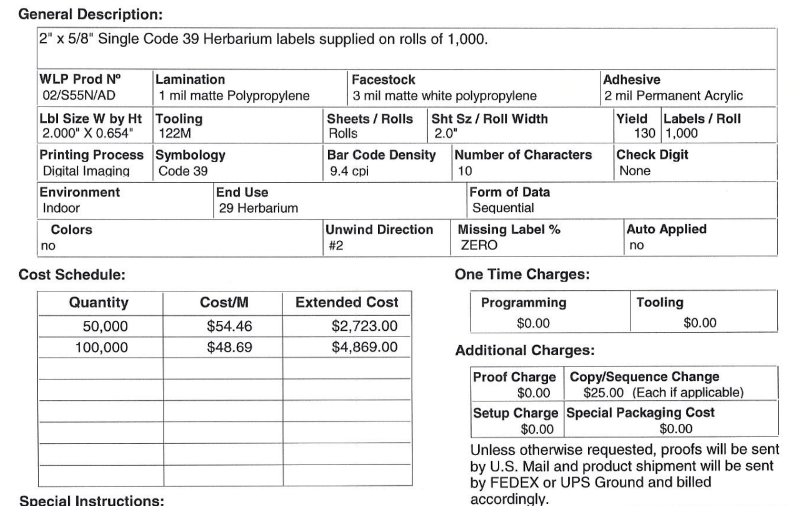 General Description:
2" x 5/8" Single Code 39 Herbarium labels supplied on rolls of 1,000.
WLP Prod Nº Lamination Facestock Adhesive
02/S55N/AD 1 mil matte Polypropylene 3 mil matte white polypropylene 2 mil Permanent Acrylic
Lbl Size W by Ht Tooling Sheets / Rolls Sht Sz / Roll Width Yield Labels / Roll
2.000" X 0.654" 122M Rolls 2.0" 130 1,000
Printing Process Symbology Bar Code Density Number of Characters Check Digit
Digital Imaging Code 39 9.4 cpi 10 None
Environment End Use Form of Data
Indoor 29 Herbarium Sequential
Colors Unwind Direction Missing Label % Auto Applied
no #2 ZERO no
Cost Schedule:
Quantity Cost/M Extended Cost
50,000 $54.46 $2,723.00
100,000 $48.69 $4,869.00
One Time Charges:
Programming Tooling
$0.00 $0.00
Additional Charges:
Proof Charge Copy/Sequence Change
$0.00 $25.00 (Each if applicable)
Setup Charge Special Packaging Cost
$0.00 $0.00
Unless otherwise requested, proofs will be sent
by U.S. Mail and product shipment will be sent
by FEDEX or UPS Ground and billed
accordingly.
Special Instructions: